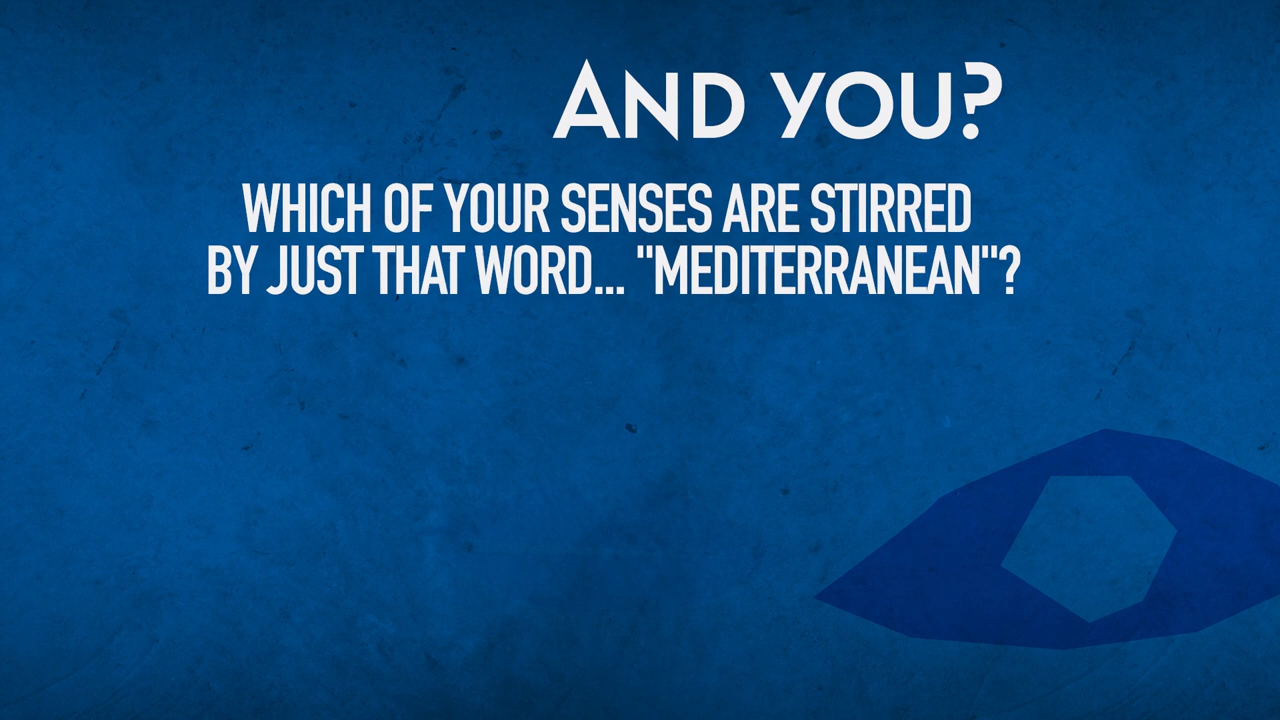 AND YOU?
WHICH OF YOUR SENSES ARE STIRRED
BY JUST THAT WORD... "MEDITERRANEAN"?